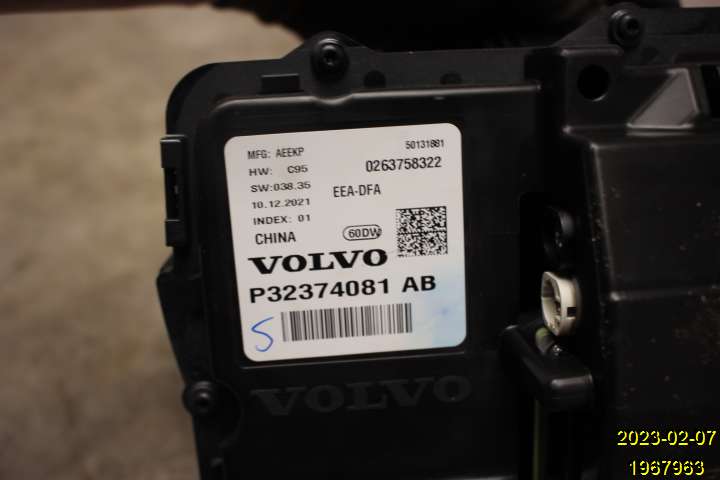 MFG: AEEKP 50131881
HW: C95 0263758322
SW:038.35 EEA-DFA
10.12.2021
INDEX: 01
CHINA 60DW
VOLVO
P32374081 AB
S
VOLVO
2023-02-07
1967963